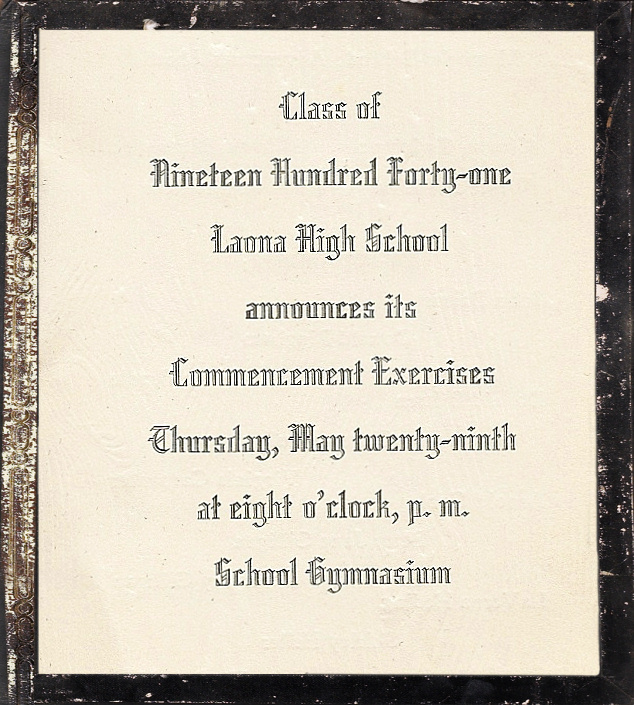 Class of
Nineteen Hundred Forty-one
Laona High School
announces its
Commencement Exercises
Thursday, May twenty-ninth
at eight o'clock, p. m.
School Gymnasium